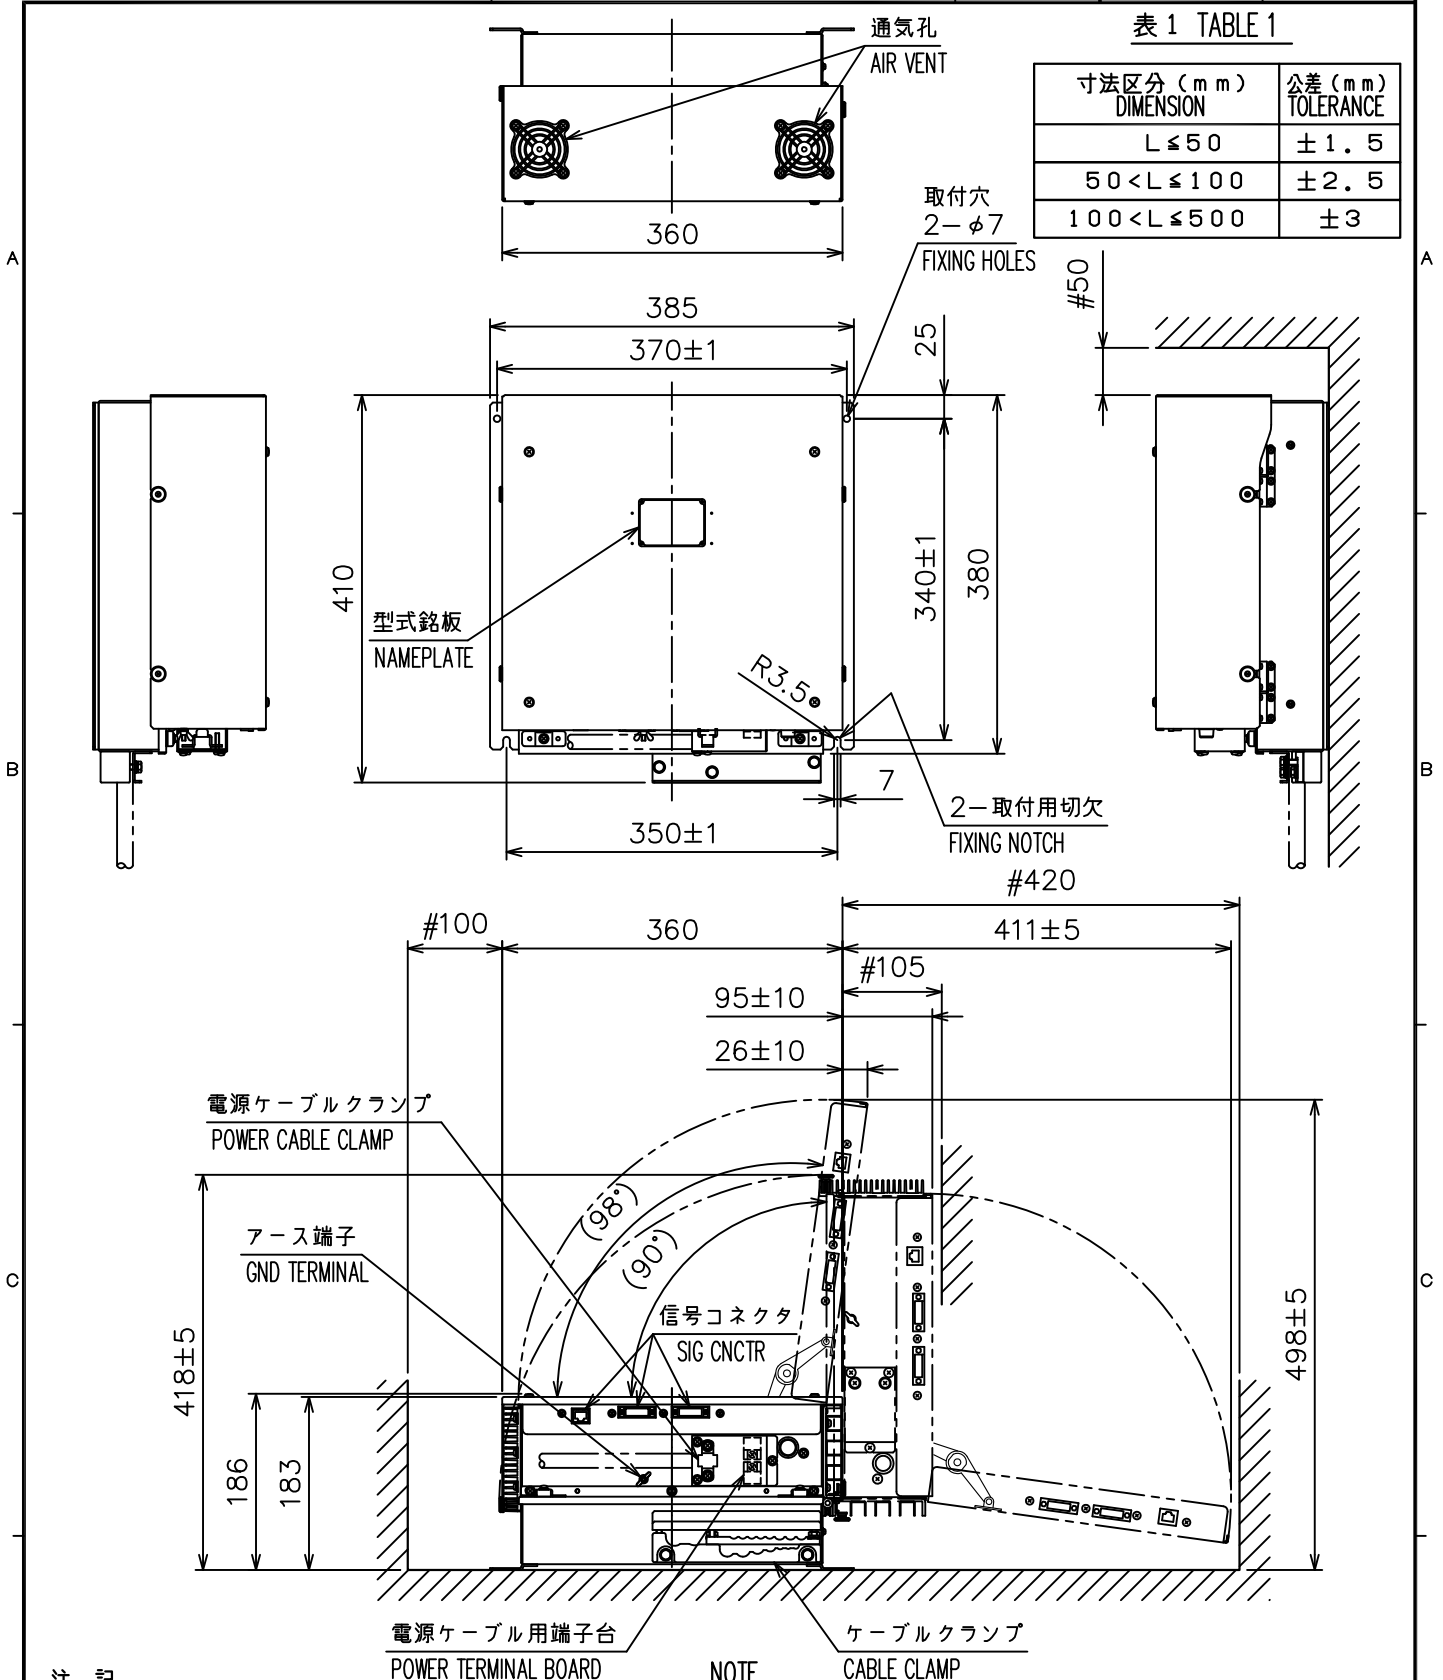 表1 TABLE 1
寸法区分(mm) 公差(mm)
DIMENSION TOLERANCE
L≦50 ±1.5
50<L≦100 ±2.5
100<L≦500 ±3
通気孔
AIR VENT
360
取付穴
2-φ7
FIXING HOLES
A
A
#50
385
370±1
25
410
340±1
380
型式銘板
NAMEPLATE
R3.5
7
2-取付用切欠
FIXING NOTCH
350±1
B
B
#420
#100
360
411±5
#105
95±10
26±10
電源ケーブルクランプ
POWER CABLE CLAMP
(98°)
(90°)
アース端子
GND TERMINAL
信号コネクタ
SIG CNCTR
C
C
418±5
498±5
186
183
電源ケーブル用端子台
POWER TERMINAL BOARD
ケーブルクランプ
CABLE CLAMP
注 記
NOTE